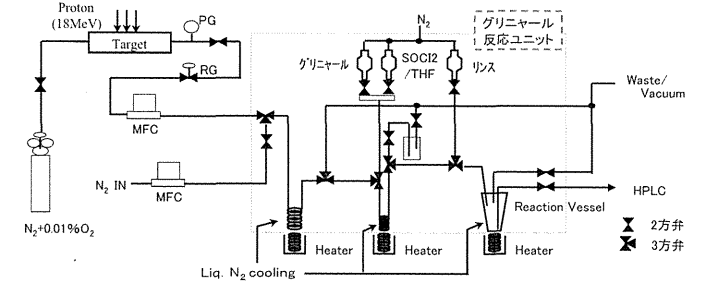 Proton
(18MeV)
PG
Target
RG
MFC
N₂ IN
MFC
N₂+0.01%O₂
N₂
グリニャール
反応ユニット
グリニャール
SOCl2
/THF
リンス
Waste/
Vacuum
HPLC
Reaction Vessel
2方弁
3方弁
Heater
Heater
Heater
Liq. N₂ cooling